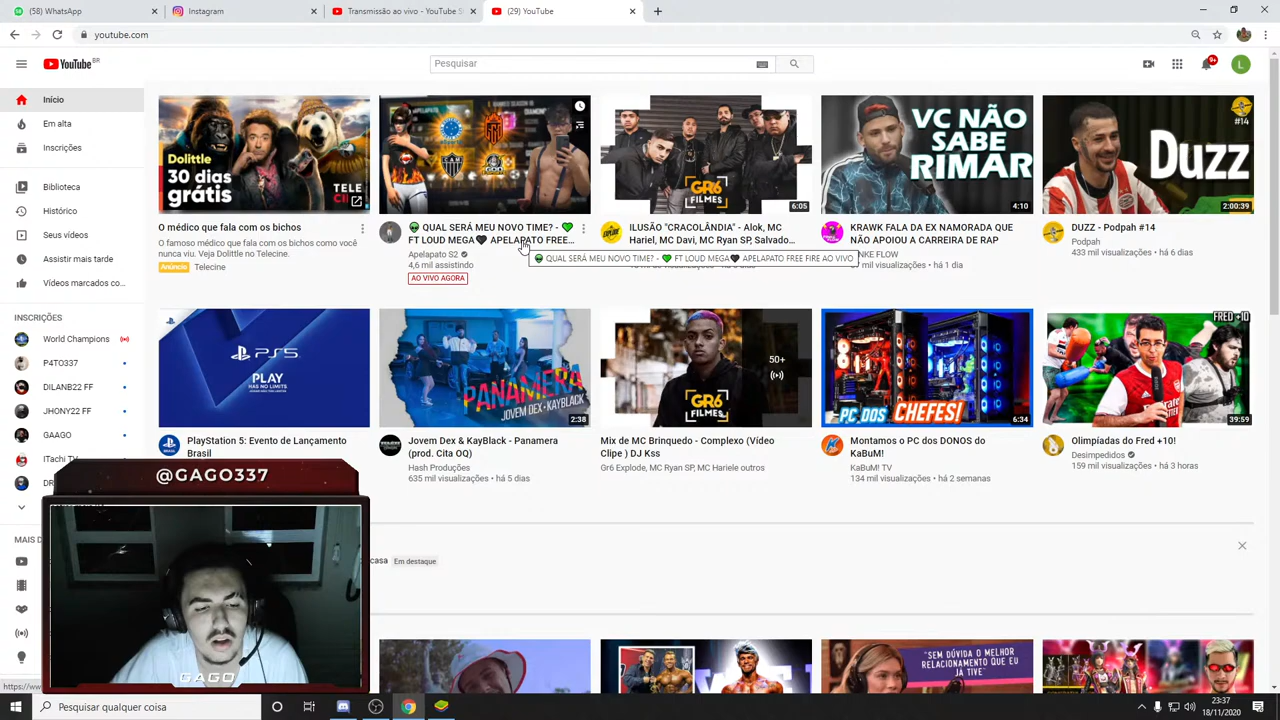 (58) WhatsApp
Instagram
Transmissão ao vivo - YouTube S
(29) YouTube
youtube.com
YouTube BR
Pesquisar
9+
L
Início
Em alta
Inscrições
Biblioteca
Histórico
Seus vídeos
Assistir mais tarde
Vídeos marcados co...
INSCRIÇÕES
World Champions
P4TO337
DILANB22 FF
JHONY22 FF
GAAGO
ITachi TV
MAIS D
Dolittle
30 dias
grátis
TELE
CI
O médico que fala com os bichos
O famoso médico que fala com os bichos como você
nunca viu. Veja Dolittle no Telecine.
Anúncio Telecine
QUAL SERÁ MEU NOVO TIME? - 💚
FT LOUD MEGA🖤 APELAPATO FREE...
Apelapato S2
4,6 mil assistindo
AO VIVO AGORA
QUAL SERÁ MEU NOVO TIME? - 💚 FT LOUD MEGA🖤 APELAPATO FREE FIRE AO VIVO
GR6
FILMES
6:05
ILUSÃO "CRACOLÂNDIA" - Alok, MC
Hariel, MC Davi, MC Ryan SP, Salvado...
VC NÃO
SABE
RIMAR
4:10
KRAWK FALA DA EX NAMORADA QUE
NÃO APOIOU A CARREIRA DE RAP
há 1 dia
#14
Duzz
2:00:39
DUZZ - Podpah #14
Podpah
433 mil visualizações • há 6 dias
PS5
PLAY
HAS NO LIMITS
PlayStation 5: Evento de Lançamento
Brasil
PANAMERA
JOVEM DEX • KAYBLACK
2:38
Jovem Dex & KayBlack - Panamera
(prod. Cita OQ)
Hash Produções
635 mil visualizações • há 5 dias
50+
GR6
FILMES
Mix de MC Brinquedo - Complexo (Vídeo
Clipe ) DJ Kss
Gr6 Explode, MC Ryan SP, MC Hariele outros
PC DOS CHEFES!
6:34
Montamos o PC dos DONOS do
KaBuM!
KaBuM! TV
134 mil visualizações • há 2 semanas
FRED +10
39:59
Olimpíadas do Fred +10!
Desimpedidos
159 mil visualizações • há 3 horas
@GAGO337
casa
Em destaque
GAGO
"SEM DÚVIDA O MELHOR
RELACIONAMENTO QUE EU
JÁ TIVE"
https://ww
Pesquisar qualquer coisa
23:37
18/11/2020